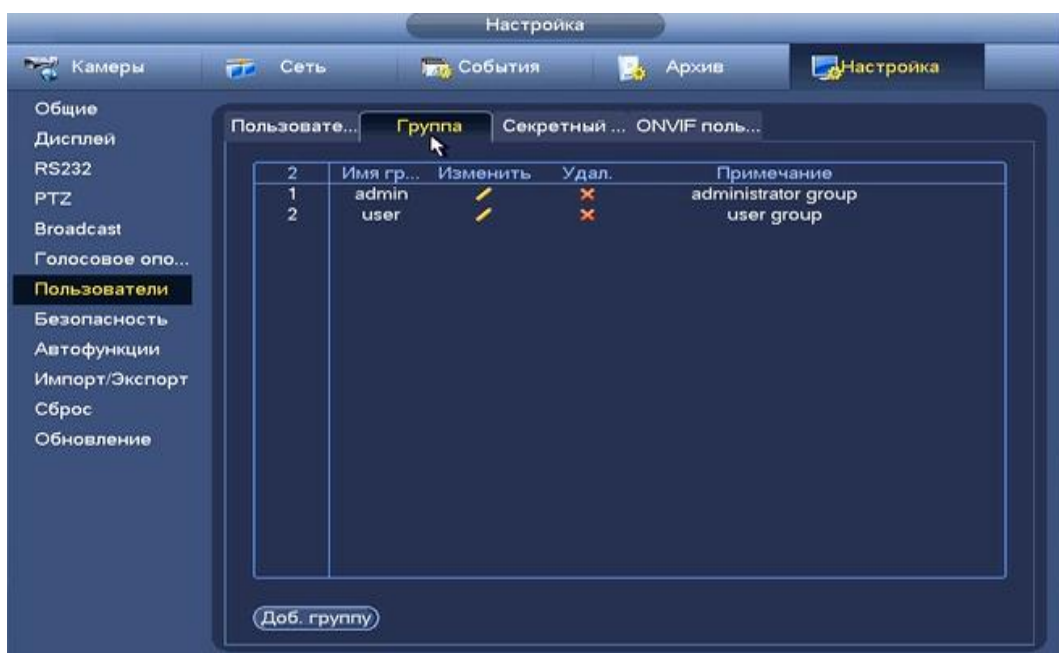 Настройка
Камеры Сеть События Архив Настройка
Общие
Дисплей
RS232
PTZ
Broadcast
Голосовое опо...
Пользователи
Безопасность
Автофункции
Импорт/Экспорт
Сброс
Обновление
Пользовате... Группа Секретный ... ONVIF поль...
2 Имя гр... Изменить Удал. Примечание
1 admin administrator group
2 user user group
Доб. группу